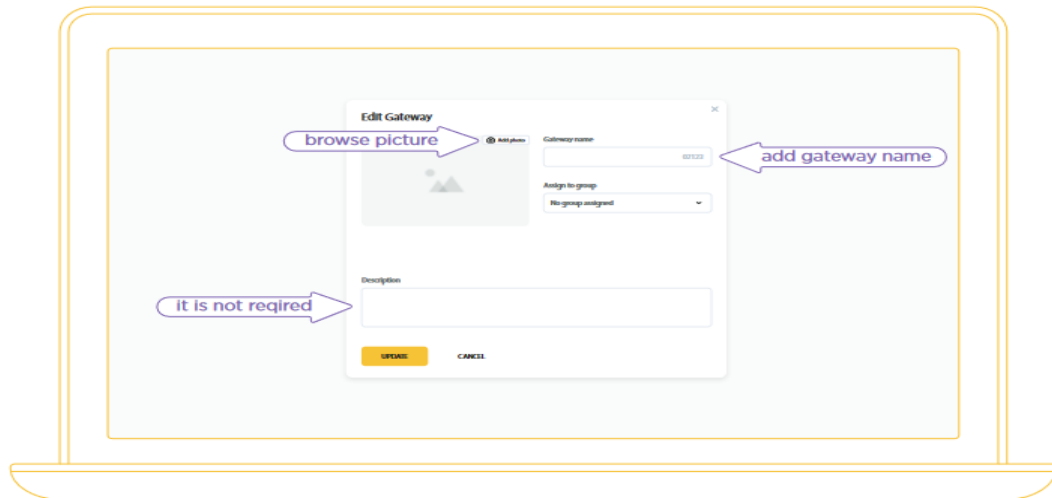 Edit Gateway
browse picture
Add photo
Gateway name
add gateway name
Assign to group
No group assigned
Description
it is not reqired
UPDATE
CANCEL